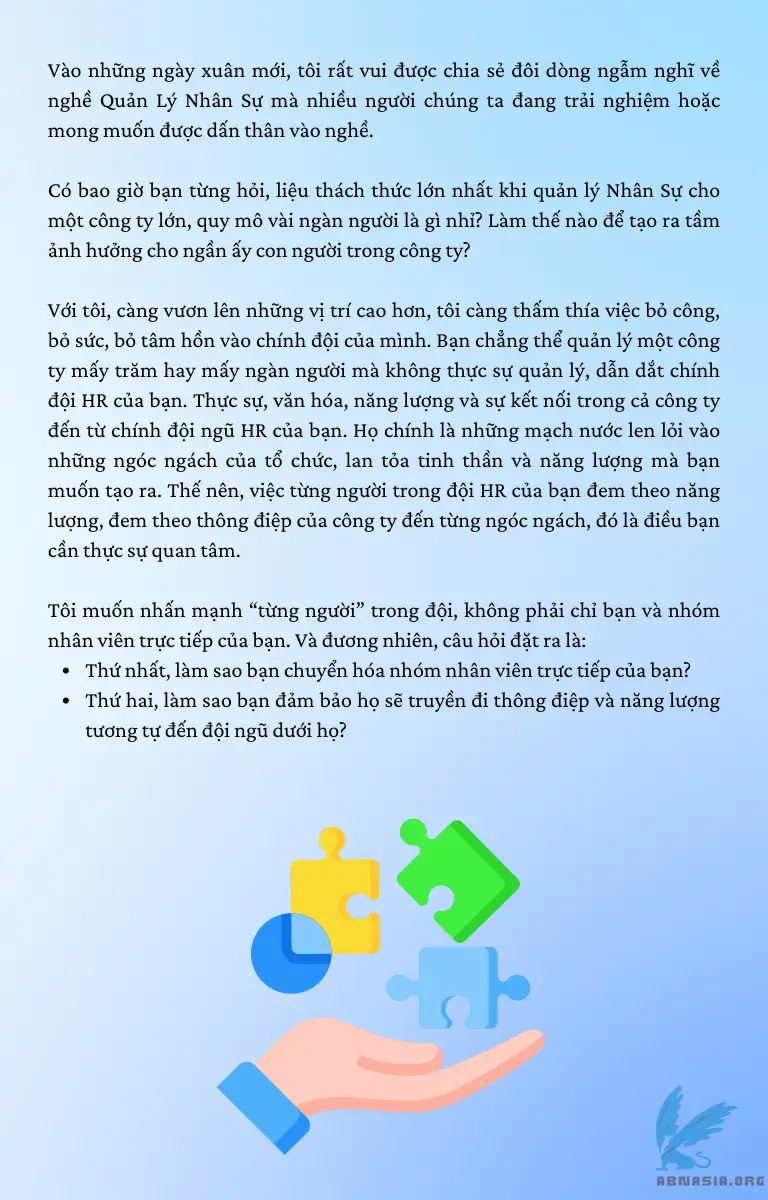 Vào những ngày xuân mới, tôi rất vui được chia sẻ đôi dòng ngẫm nghĩ về
nghề Quản Lý Nhân Sự mà nhiều người chúng ta đang trải nghiệm hoặc
mong muốn được dấn thân vào nghề.
Có bao giờ bạn từng hỏi, liệu thách thức lớn nhất khi quản lý Nhân Sự cho
một công ty lớn, quy mô vài ngàn người là gì nhỉ? Làm thế nào để tạo ra tầm
ảnh hưởng cho ngần ấy con người trong công ty?
Với tôi, càng vươn lên những vị trí cao hơn, tôi càng thấm thía việc bỏ công,
bỏ sức, bỏ tâm hồn vào chính đội của mình. Bạn chẳng thể quản lý một công
ty mấy trăm hay mấy ngàn người mà không thực sự quản lý, dẫn dắt chính
đội HR của bạn. Thực sự, văn hóa, năng lượng và sự kết nối trong cả công ty
đến từ chính đội ngũ HR của bạn. Họ chính là những mạch nước len lỏi vào
những ngóc ngách của tổ chức, lan tỏa tinh thần và năng lượng mà bạn
muốn tạo ra. Thế nên, việc từng người trong đội HR của bạn đem theo năng
lượng, đem theo thông điệp của công ty đến từng ngóc ngách, đó là điều bạn
cần thực sự quan tâm.
Tôi muốn nhấn mạnh “từng người” trong đội, không phải chỉ bạn và nhóm
nhân viên trực tiếp của bạn. Và đương nhiên, câu hỏi đặt ra là:
• Thứ nhất, làm sao bạn chuyển hóa nhóm nhân viên trực tiếp của bạn?
• Thứ hai, làm sao bạn đảm bảo họ sẽ truyền đi thông điệp và năng lượng
tương tự đến đội ngũ dưới họ?
ABNASIA.ORG